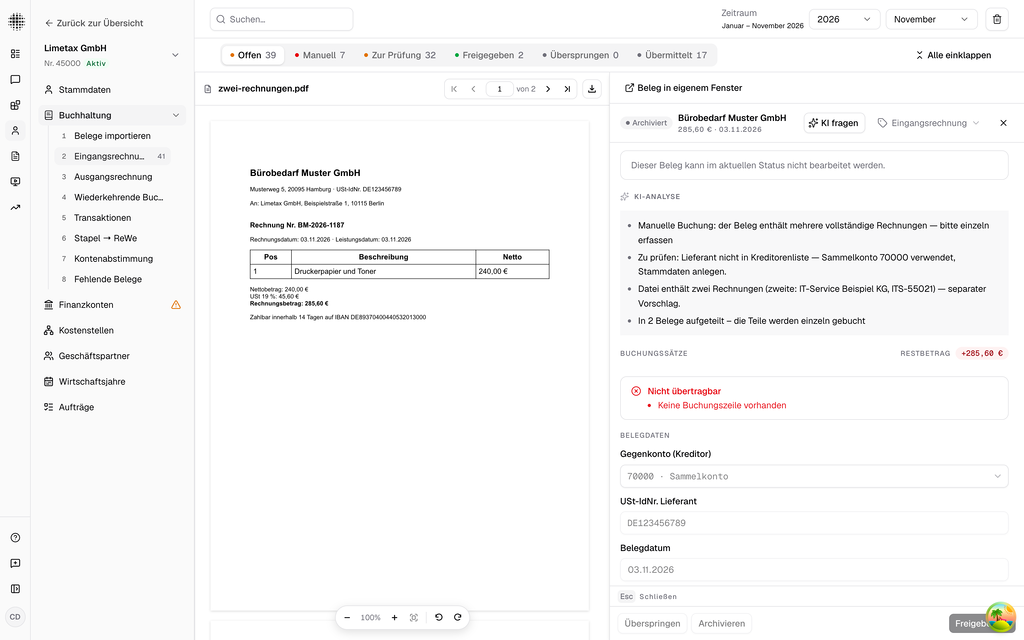 Zurück zur Übersicht
Limetax GmbH
Nr. 45000 Aktiv
Stammdaten
Buchhaltung
1 Belege importieren
2 Eingangsrechnu... 41
3 Ausgangsrechnung
4 Wiederkehrende Buc...
5 Transaktionen
6 Stapel → ReWe
7 Kontenabstimmung
8 Fehlende Belege
Finanzkonten
Kostenstellen
Geschäftspartner
Wirtschaftsjahre
Aufträge
CD
Suchen...
Zeitraum
Januar – November 2026
2026
November
Offen 39
Manuell 7
Zur Prüfung 32
Freigegeben 2
Übersprungen 0
Übermittelt 17
Alle einklappen
zwei-rechnungen.pdf
1 von 2
Bürobedarf Muster GmbH
Musterweg 5, 20095 Hamburg · USt-IdNr. DE123456789
An: Limetax GmbH, Beispielstraße 1, 10115 Berlin
Rechnung Nr. BM-2026-1187
Rechnungsdatum: 03.11.2026 · Leistungsdatum: 03.11.2026
Pos Beschreibung Netto
1 Druckerpapier und Toner 240,00 €
Nettobetrag: 240,00 €
USt 19 %: 45,60 €
Rechnungsbetrag: 285,60 €
Zahlbar innerhalb 14 Tagen auf IBAN DE89370400440532013000
100%
Beleg in eigenem Fenster
Archiviert
Bürobedarf Muster GmbH
285,60 € · 03.11.2026
KI fragen
Eingangsrechnung
Dieser Beleg kann im aktuellen Status nicht bearbeitet werden.
KI-ANALYSE
Manuelle Buchung: der Beleg enthält mehrere vollständige Rechnungen — bitte einzeln
erfassen
Zu prüfen: Lieferant nicht in Kreditorenliste — Sammelkonto 70000 verwendet,
Stammdaten anlegen.
Datei enthält zwei Rechnungen (zweite: IT-Service Beispiel KG, ITS-55021) — separater
Vorschlag.
In 2 Belege aufgeteilt – die Teile werden einzeln gebucht
BUCHUNGSSÄTZE
RESTBETRAG +285,60 €
Nicht übertragbar
Keine Buchungszeile vorhanden
BELEGDATEN
Gegenkonto (Kreditor)
70000 · Sammelkonto
USt-IdNr. Lieferant
DE123456789
Belegdatum
03.11.2026
Esc Schließen
Überspringen
Archivieren